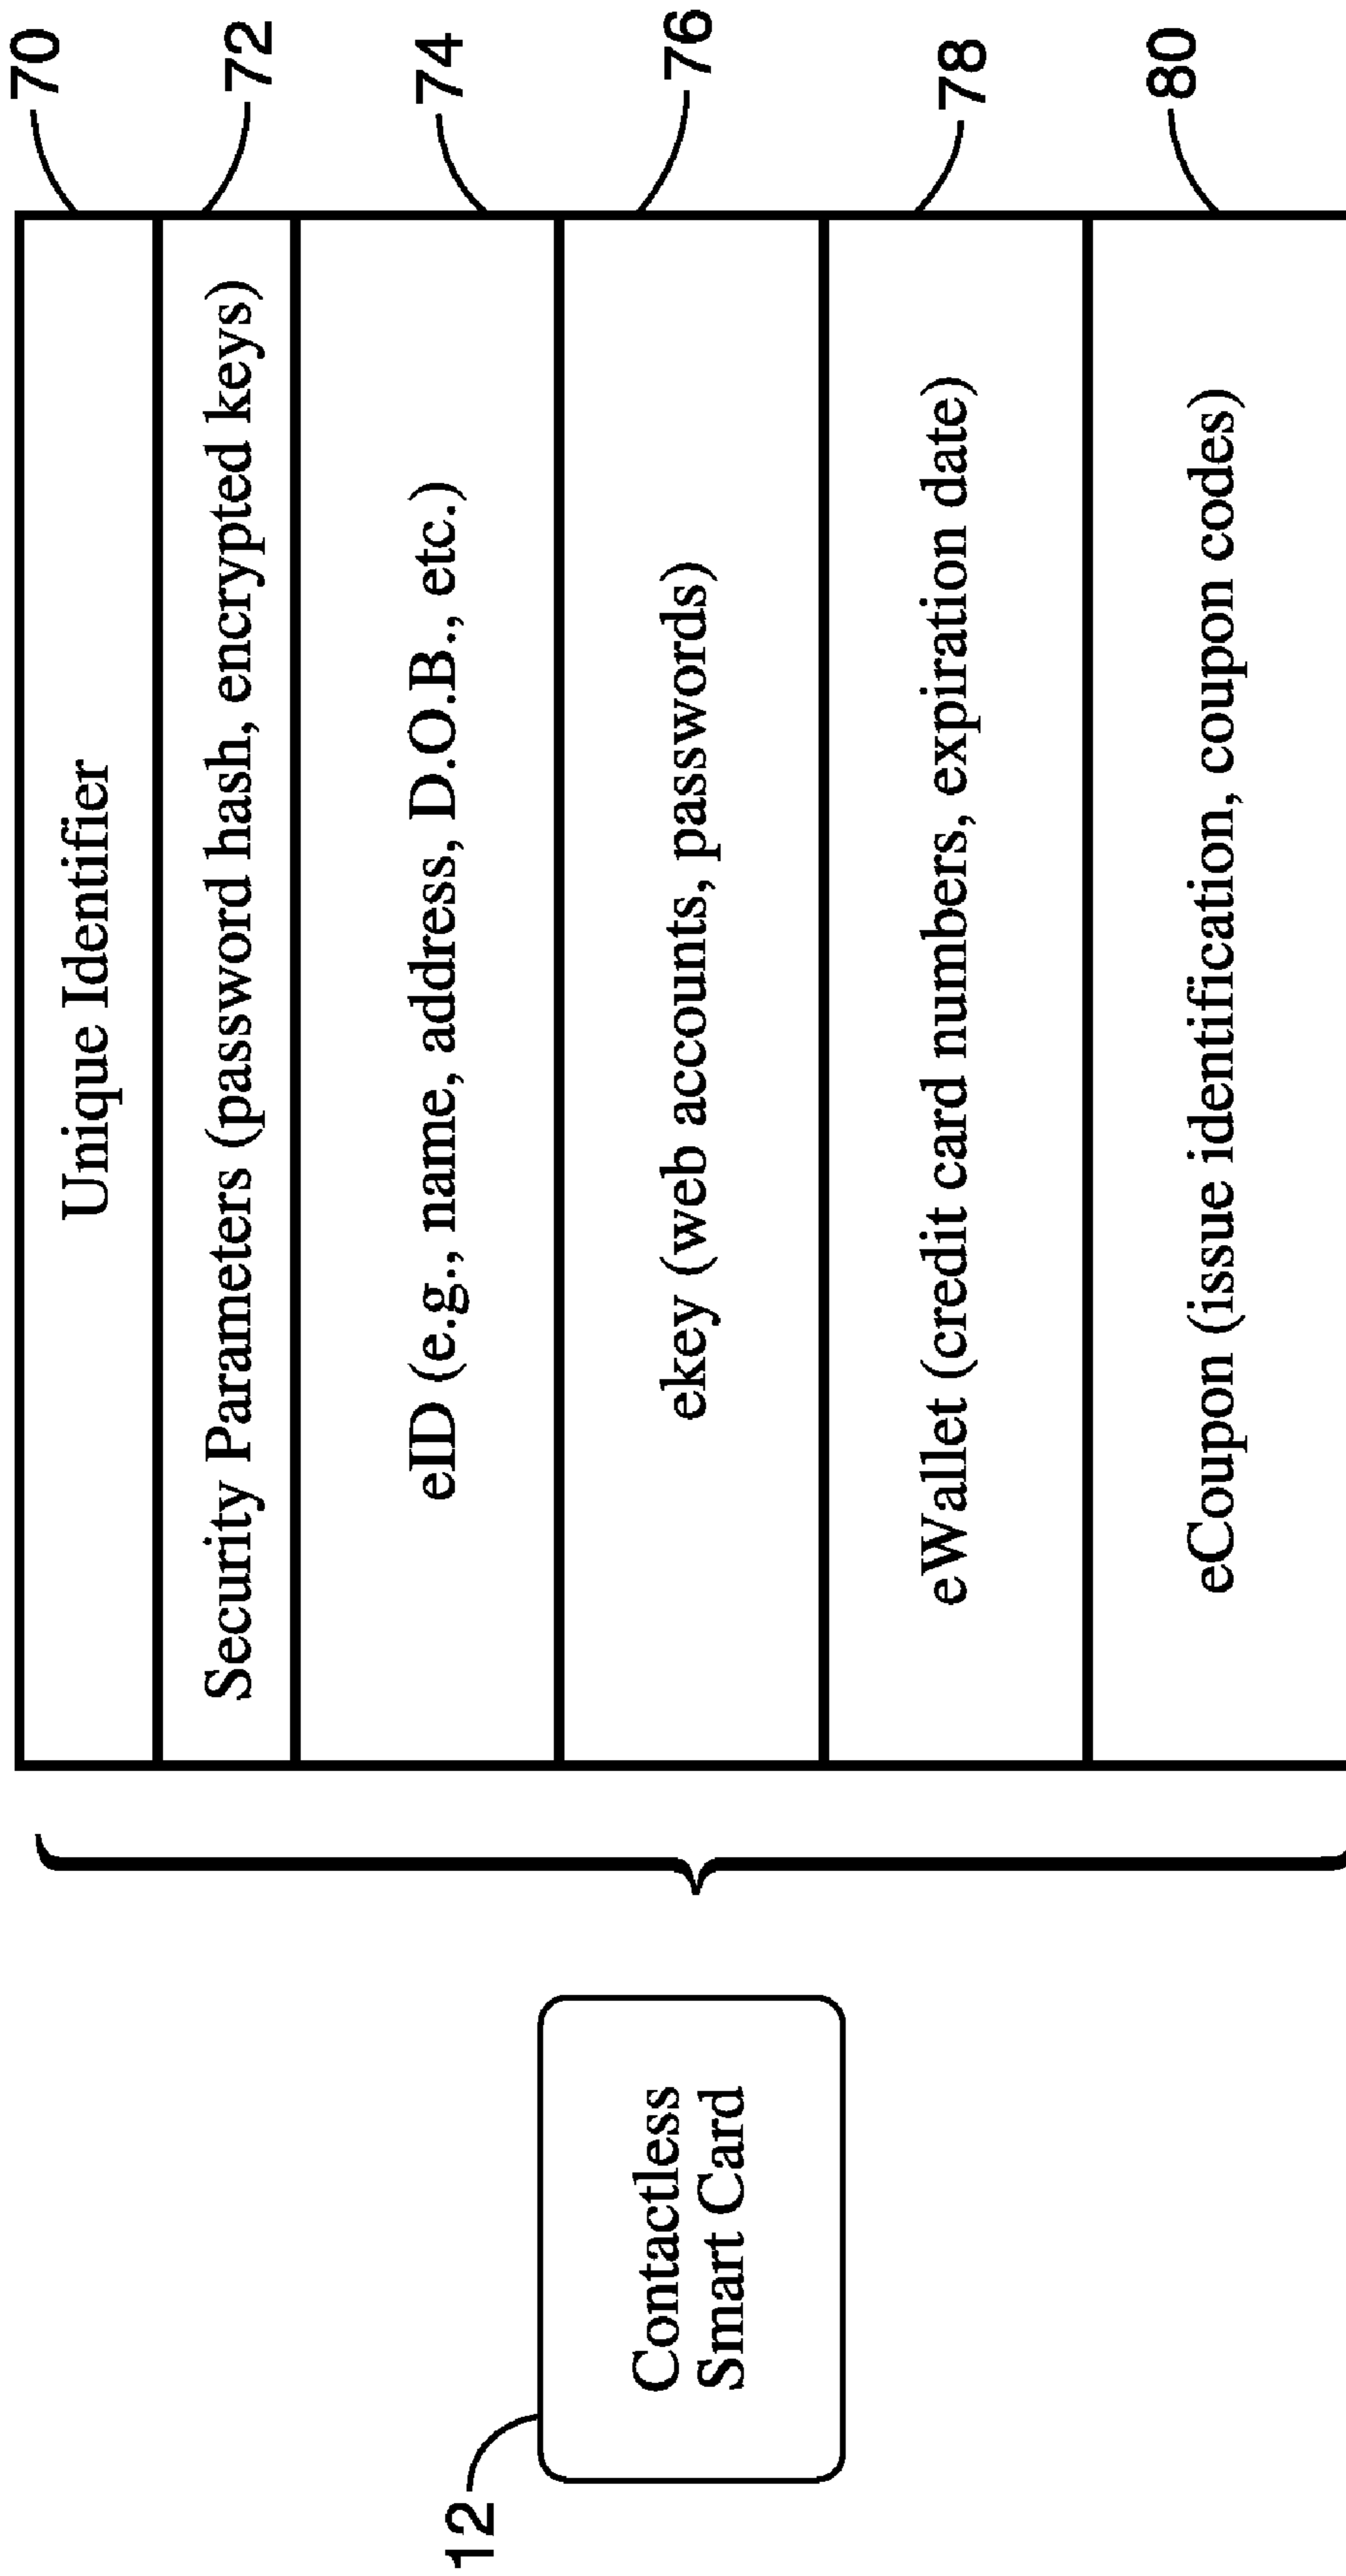 12
Contactless
Smart Card
Unique Identifier
70
Security Parameters (password hash, encrypted keys)
72
eID (e.g., name, address, D.O.B., etc.)
74
ekey (web accounts, passwords)
76
eWallet (credit card numbers, expiration date)
78
eCoupon (issue identification, coupon codes)
80